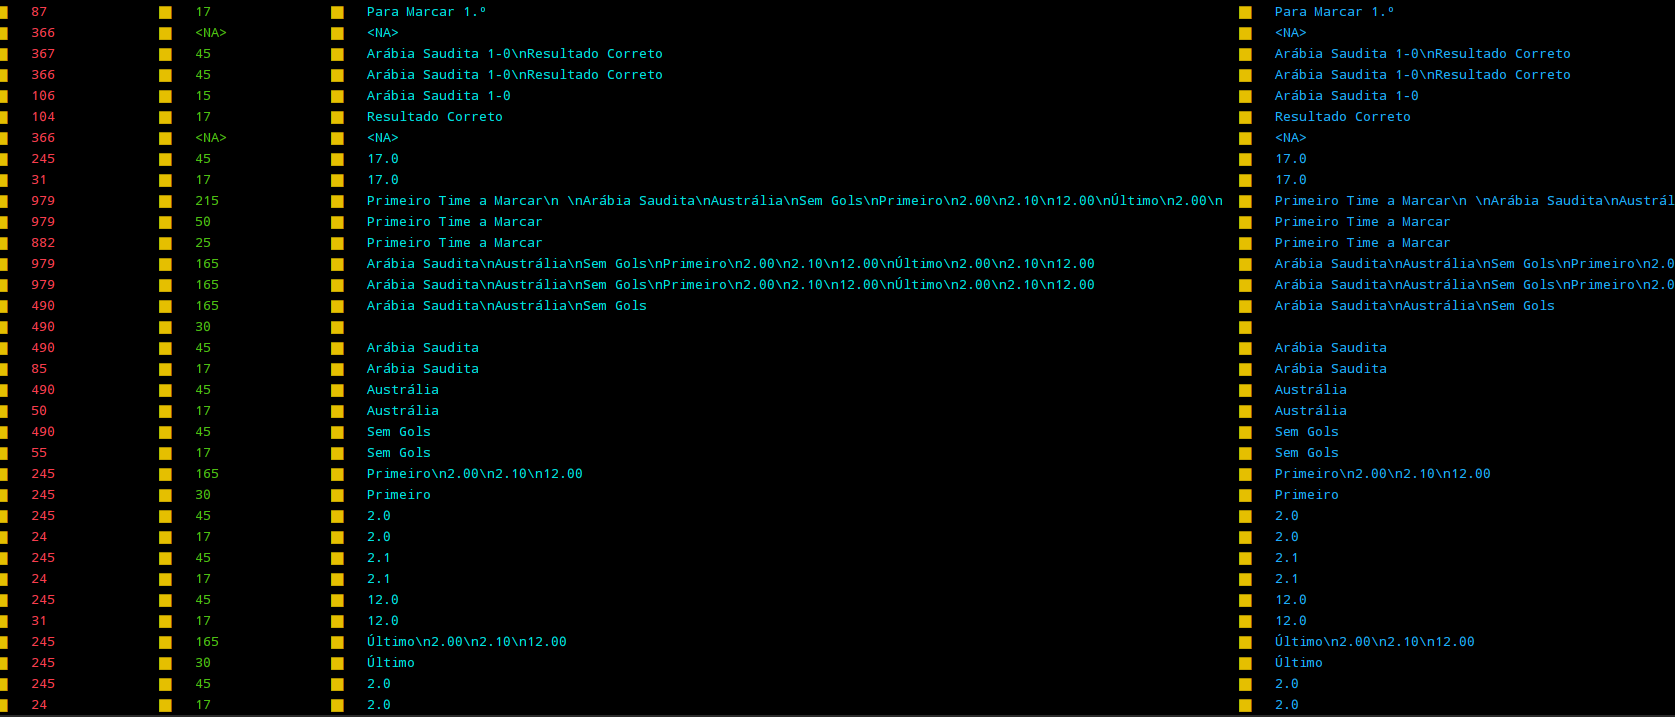 87 17 Para Marcar 1.º Para Marcar 1.º
366 <NA> <NA> <NA>
367 45 Arábia Saudita 1-0\nResultado Correto Arábia Saudita 1-0\nResultado Correto
366 45 Arábia Saudita 1-0\nResultado Correto Arábia Saudita 1-0\nResultado Correto
106 15 Arábia Saudita 1-0 Arábia Saudita 1-0
104 17 Resultado Correto Resultado Correto
366 <NA> <NA> <NA>
245 45 17.0 17.0
31 17 17.0 17.0
979 215 Primeiro Time a Marcar\n \nArábia Saudita\nAustrália\nSem Gols\nPrimeiro\n2.00\n2.10\n12.00\nÚltimo\n2.00\n Primeiro Time a Marcar\n \nArábia Saudita\nAustrál
979 50 Primeiro Time a Marcar Primeiro Time a Marcar
882 25 Primeiro Time a Marcar Primeiro Time a Marcar
979 165 Arábia Saudita\nAustrália\nSem Gols\nPrimeiro\n2.00\n2.10\n12.00\nÚltimo\n2.00\n2.10\n12.00 Arábia Saudita\nAustrália\nSem Gols\nPrimeiro\n2.0
979 165 Arábia Saudita\nAustrália\nSem Gols\nPrimeiro\n2.00\n2.10\n12.00\nÚltimo\n2.00\n2.10\n12.00 Arábia Saudita\nAustrália\nSem Gols\nPrimeiro\n2.0
490 165 Arábia Saudita\nAustrália\nSem Gols Arábia Saudita\nAustrália\nSem Gols
490 30
490 45 Arábia Saudita Arábia Saudita
85 17 Arábia Saudita Arábia Saudita
490 45 Austrália Austrália
50 17 Austrália Austrália
490 45 Sem Gols Sem Gols
55 17 Sem Gols Sem Gols
245 165 Primeiro\n2.00\n2.10\n12.00 Primeiro\n2.00\n2.10\n12.00
245 30 Primeiro Primeiro
245 45 2.0 2.0
24 17 2.0 2.0
245 45 2.1 2.1
24 17 2.1 2.1
245 45 12.0 12.0
31 17 12.0 12.0
245 165 Último\n2.00\n2.10\n12.00 Último\n2.00\n2.10\n12.00
245 30 Último Último
245 45 2.0 2.0
24 17 2.0 2.0